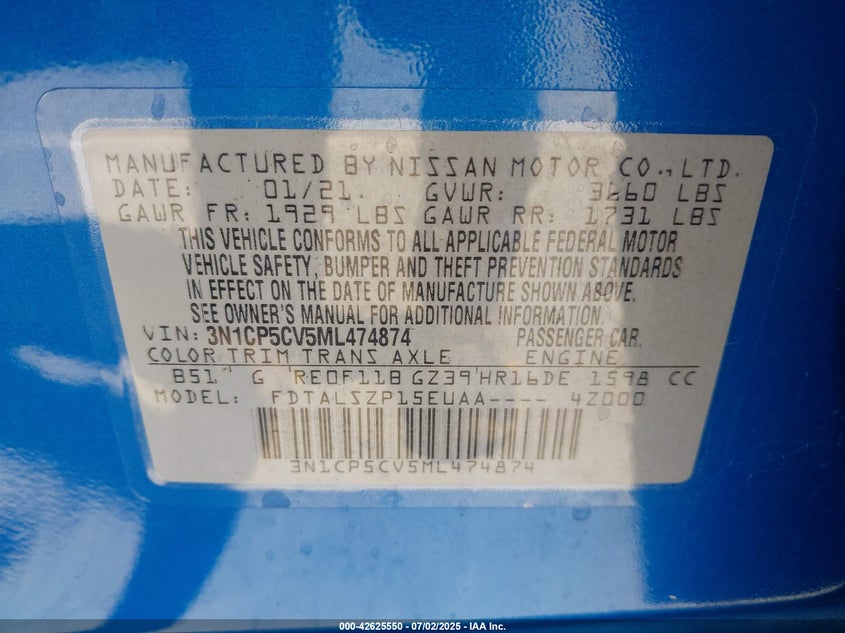 MANUFACTURED BY NISSAN MOTOR CO., LTD.
DATE: 01/21. GVWR: 3660 LBS
GAWR FR: 1929 LBS GAWR RR: 1731 LBS
THIS VEHICLE CONFORMS TO ALL APPLICABLE FEDERAL MOTOR
VEHICLE SAFETY, BUMPER AND THEFT PREVENTION STANDARDS
IN EFFECT ON THE DATE OF MANUFACTURE SHOWN ABOVE.
SEE OWNER'S MANUAL FOR ADDITIONAL INFORMATION.
VIN: 3N1CP5CV5ML474874 PASSENGER CAR.
COLOR TRIM TRANS AXLE ENGINE
B51 G RE0F11B GZ39 HR16DE 1598 CC
MODEL: FDTALSZP15EUAA---- 4Z000
3N1CP5CV5ML474874
000-42625550 | 07/02/2025 - IAA Inc.